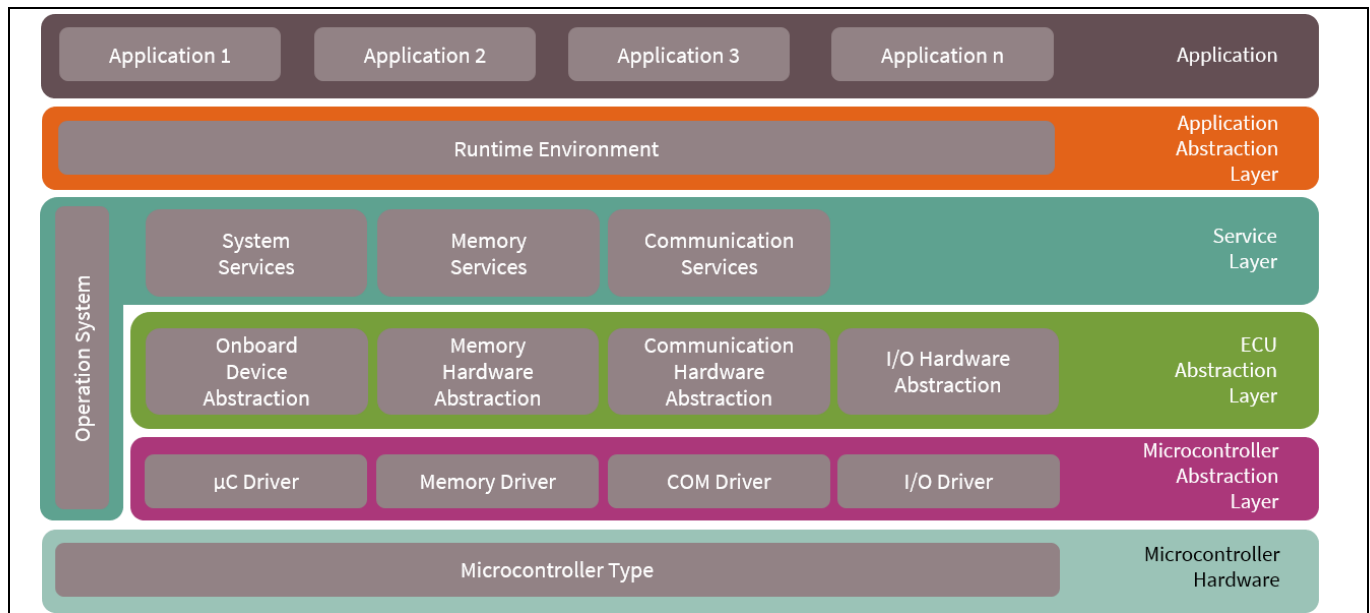 Application 1
Application 2
Application 3
Application n
Application
Runtime Environment
Application
Abstraction
Layer
Operation System
System
Services
Memory
Services
Communication
Services
Service
Layer
Onboard
Device
Abstraction
Memory
Hardware
Abstraction
Communication
Hardware
Abstraction
I/O Hardware
Abstraction
ECU
Abstraction
Layer
µC Driver
Memory Driver
COM Driver
I/O Driver
Microcontroller
Abstraction
Layer
Microcontroller Type
Microcontroller
Hardware